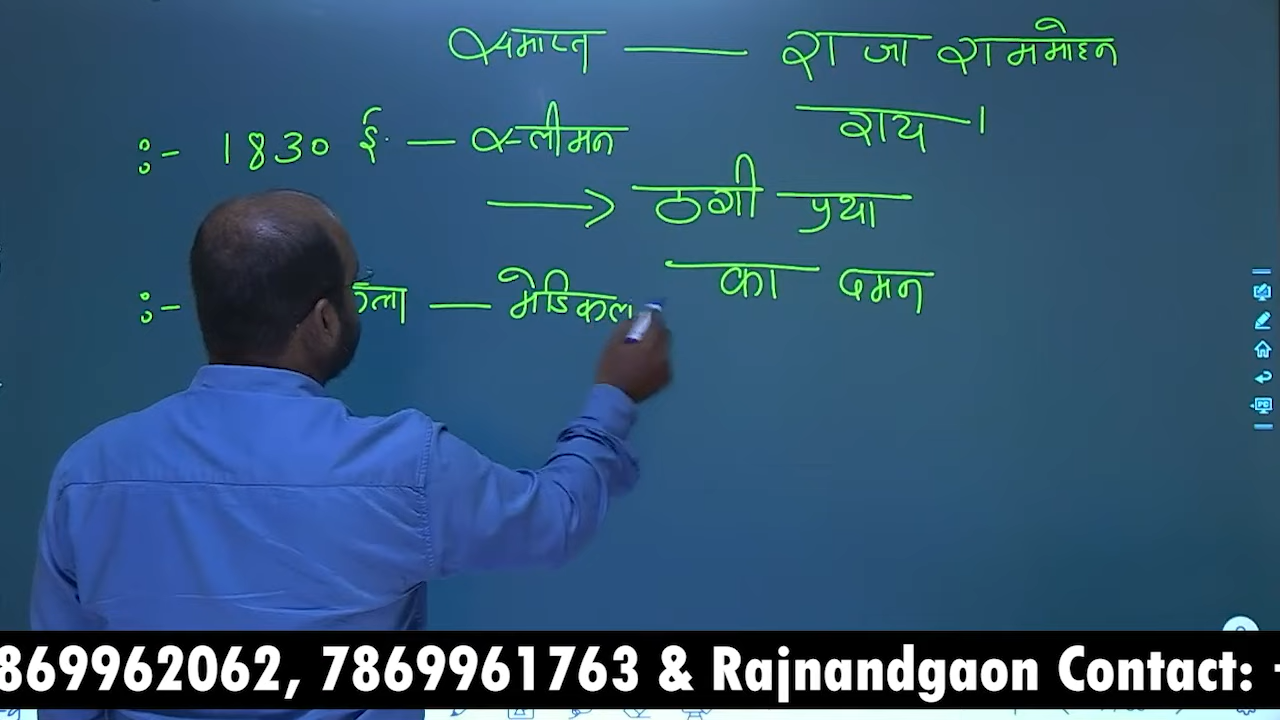 समाप्त — राजा राममोहन
राय ।
:- 1830 ई. — स्लीमन
→ ठगी प्रथा
का दमन
:- — मेडिकल
869962062, 7869961763 & Rajnandgaon Contact: